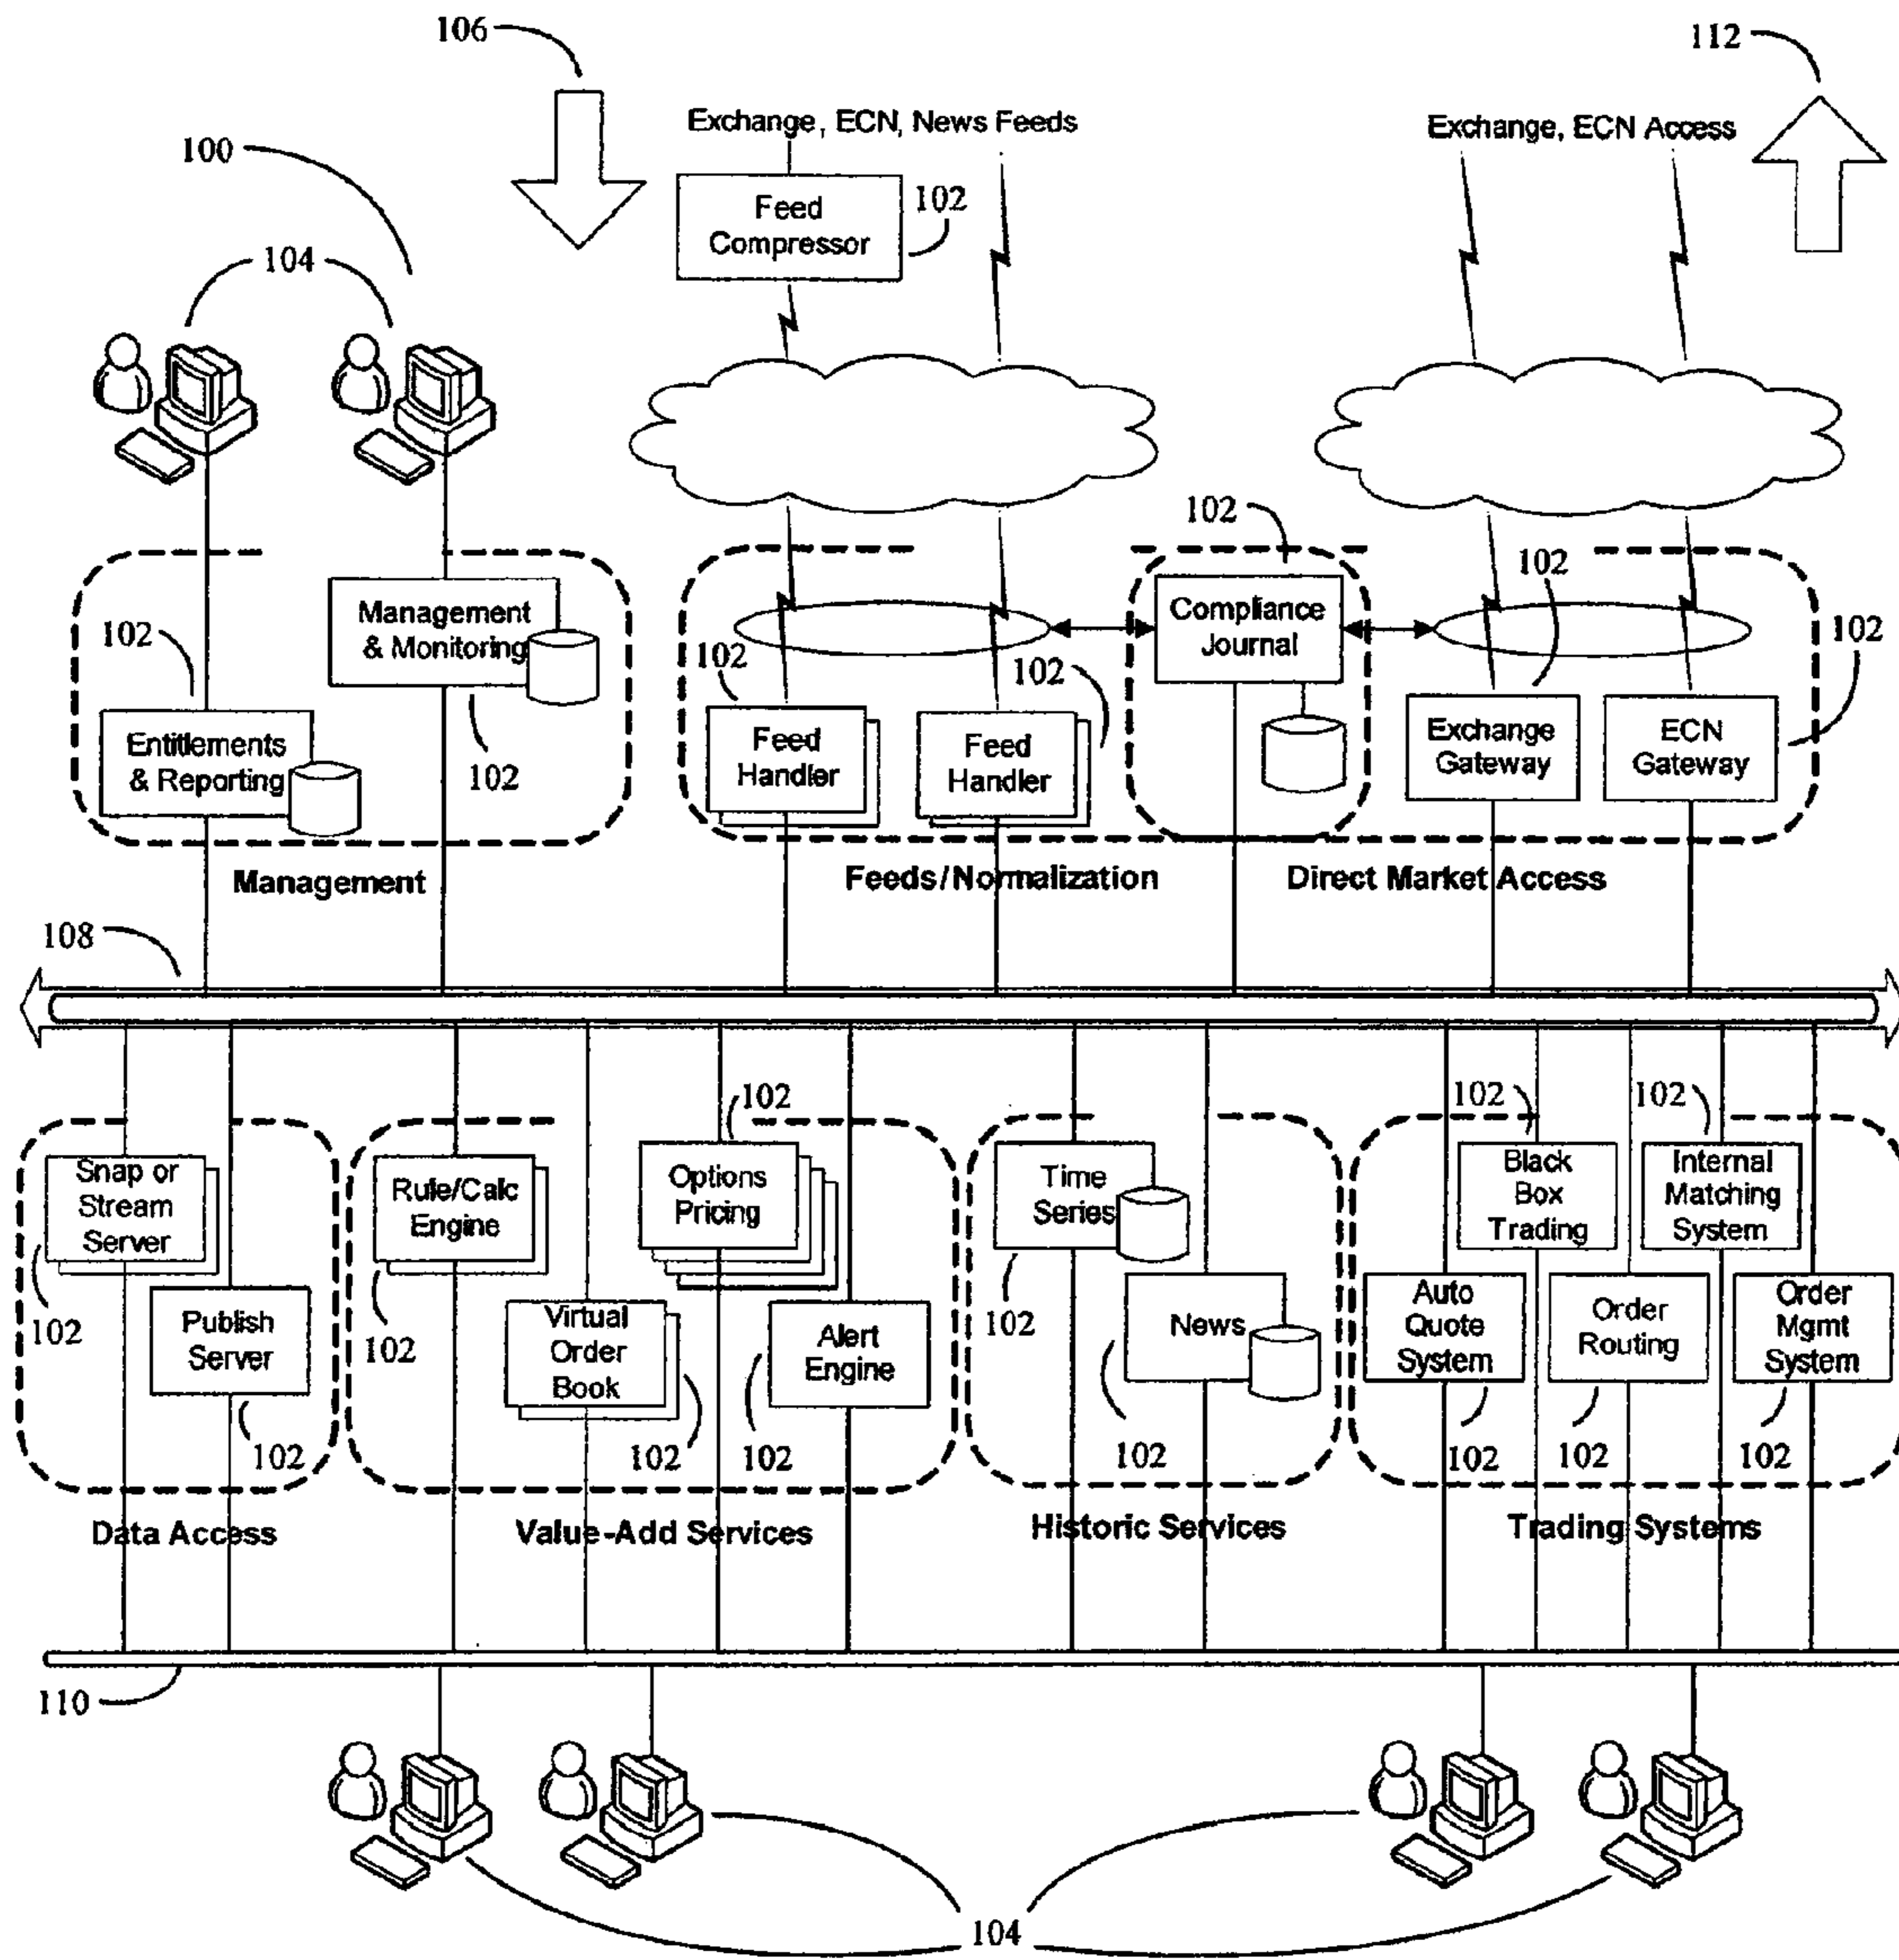 106
112
Exchange, ECN, News Feeds
Exchange, ECN Access
100
Feed
Compressor
102
104
102
102
Management
& Monitoring
Compliance
Journal
102
102
102
102
102
Entitlements
& Reporting
Feed
Handler
Feed
Handler
Exchange
Gateway
ECN
Gateway
Management
Feeds/Normalization
Direct Market Access
108
102
102
102
Snap or
Stream
Server
Rule/Calc
Engine
Options
Pricing
Time
Series
Black
Box
Trading
Internal
Matching
System
102
Publish
Server
102
Virtual
Order
Book
Alert
Engine
102
News
Auto
Quote
System
Order
Routing
Order
Mgmt
System
102
102
102
102
102
102
102
Data Access
Value-Add Services
Historic Services
Trading Systems
110
104